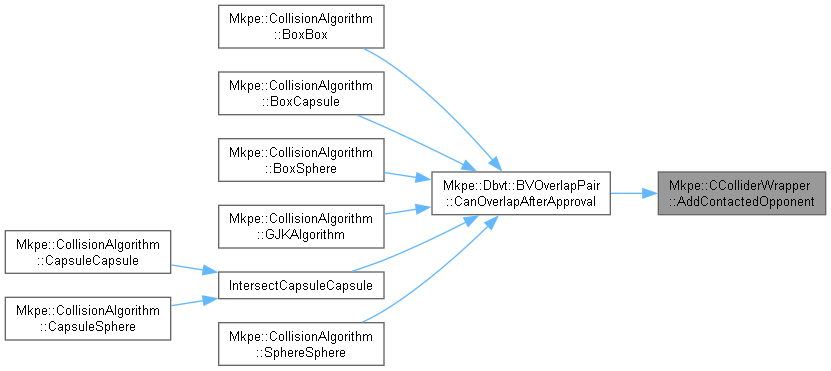 Mkpe::CollisionAlgorithm
::BoxBox
Mkpe::CollisionAlgorithm
::BoxCapsule
Mkpe::CollisionAlgorithm
::BoxSphere
Mkpe::Dbvt::BVOverlapPair
::CanOverlapAfterApproval
Mkpe::CColliderWrapper
::AddContactedOpponent
Mkpe::CollisionAlgorithm
::GJKAlgorithm
Mkpe::CollisionAlgorithm
::CapsuleCapsule
IntersectCapsuleCapsule
Mkpe::CollisionAlgorithm
::CapsuleSphere
Mkpe::CollisionAlgorithm
::SphereSphere